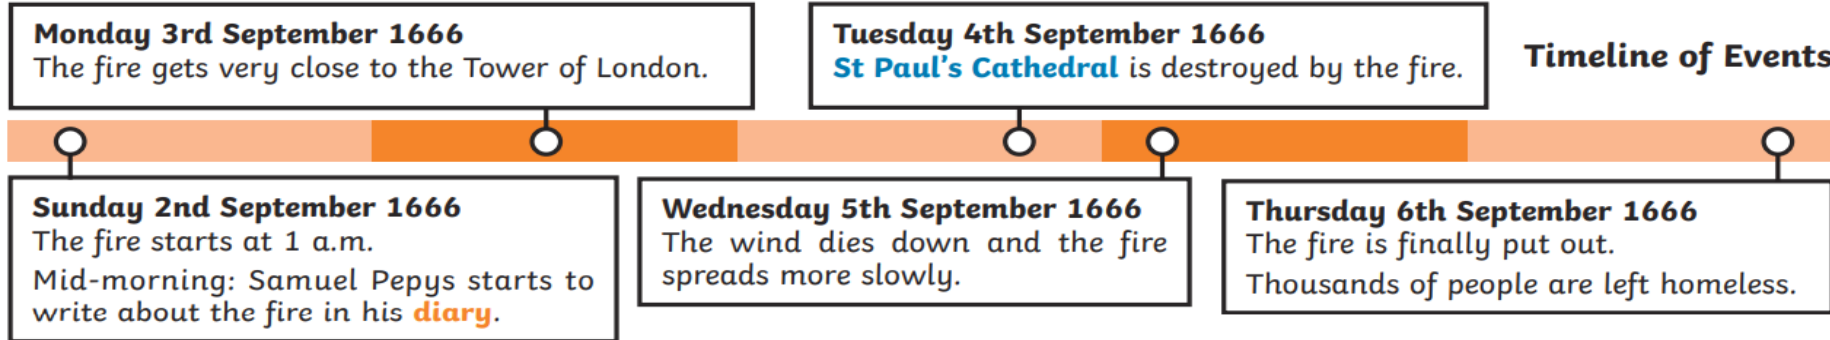 Timeline of Events
Sunday 2nd September 1666
The fire starts at 1 a.m.
Mid-morning: Samuel Pepys starts to
write about the fire in his diary.
Monday 3rd September 1666
The fire gets very close to the Tower of London.
Tuesday 4th September 1666
St Paul's Cathedral is destroyed by the fire.
Wednesday 5th September 1666
The wind dies down and the fire
spreads more slowly.
Thursday 6th September 1666
The fire is finally put out.
Thousands of people are left homeless.